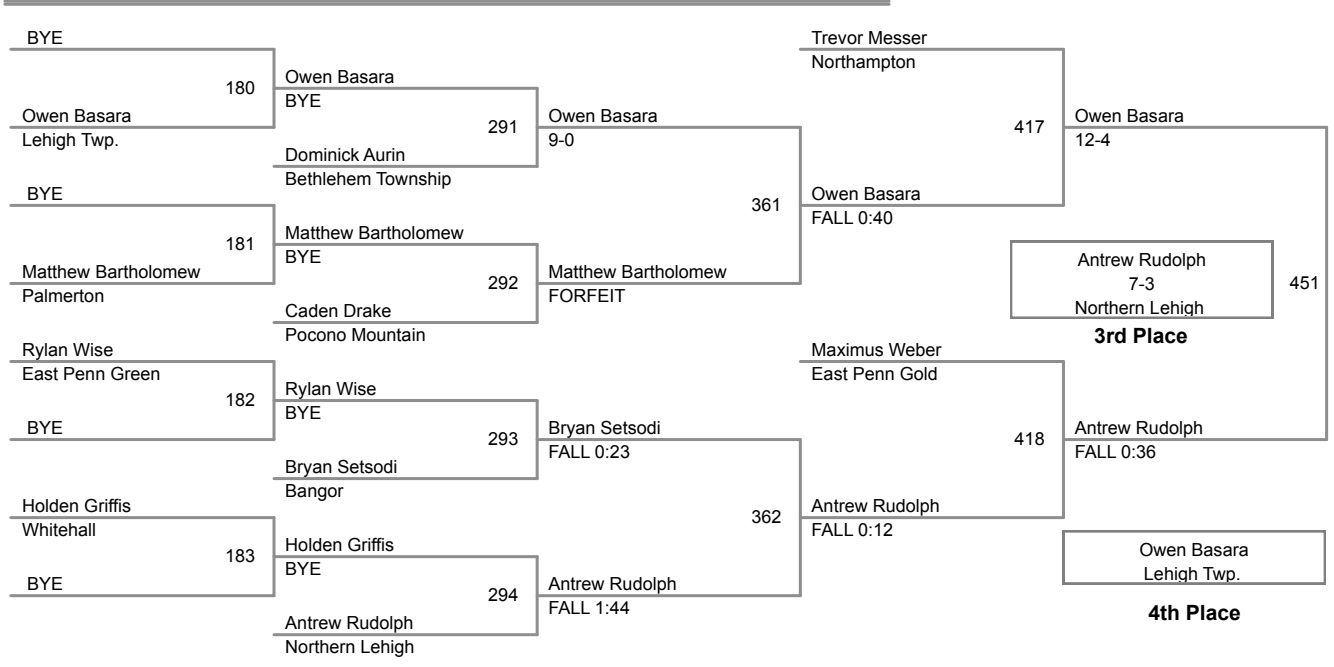 BYE
180
Owen Basara
Lehigh Twp.
BYE
181
Matthew Bartholomew
Palmerton
Rylan Wise
East Penn Green
182
BYE
Holden Griffis
Whitehall
183
BYE
Owen Basara
BYE
291
Dominick Aurin
Bethlehem Township
Matthew Bartholomew
BYE
292
Caden Drake
Pocono Mountain
Rylan Wise
BYE
293
Bryan Setsodi
Bangor
Holden Griffis
BYE
294
Antrew Rudolph
Northern Lehigh
Owen Basara
9-0
361
Matthew Bartholomew
FORFEIT
Bryan Setsodi
FALL 0:23
362
Antrew Rudolph
FALL 1:44
Trevor Messer
Northampton
417
Owen Basara
FALL 0:40
Maximus Weber
East Penn Gold
418
Antrew Rudolph
FALL 0:12
Owen Basara
12-4
Antrew Rudolph
7-3
Northern Lehigh
451
3rd Place
Antrew Rudolph
FALL 0:36
Owen Basara
Lehigh Twp.
4th Place